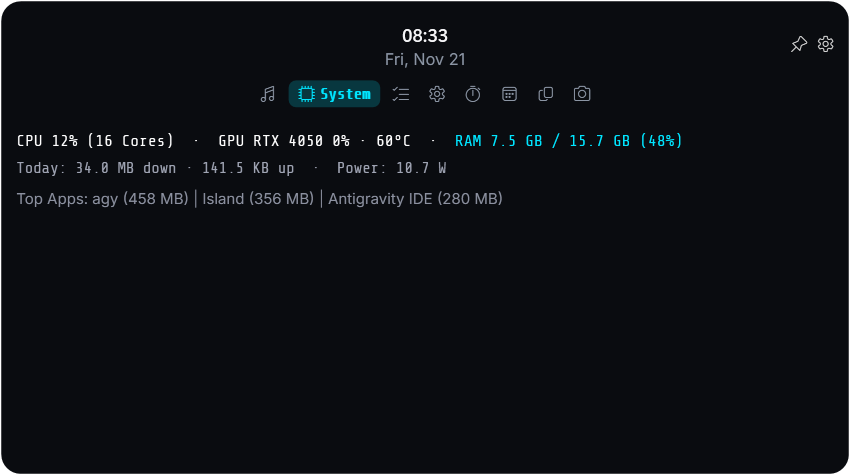 08:33
Fri, Nov 21
System
CPU 12% (16 Cores) · GPU RTX 4050 0% · 60°C · RAM 7.5 GB / 15.7 GB (48%)
Today: 34.0 MB down · 141.5 KB up · Power: 10.7 W
Top Apps: agy (458 MB) | Island (356 MB) | Antigravity IDE (280 MB)